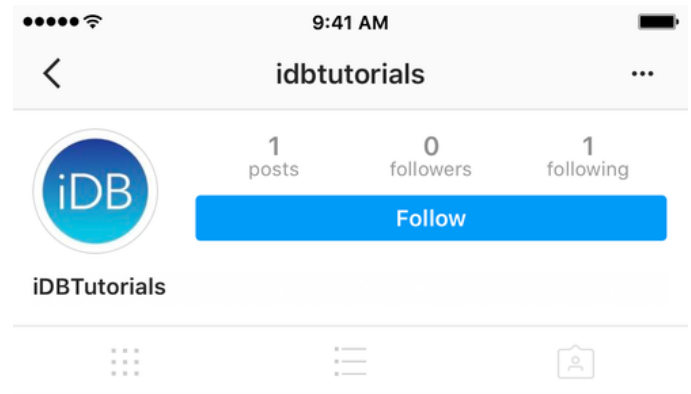 9:41 AM
idbtutorials
1 0 1
posts followers following
iDB
Follow
iDBTutorials